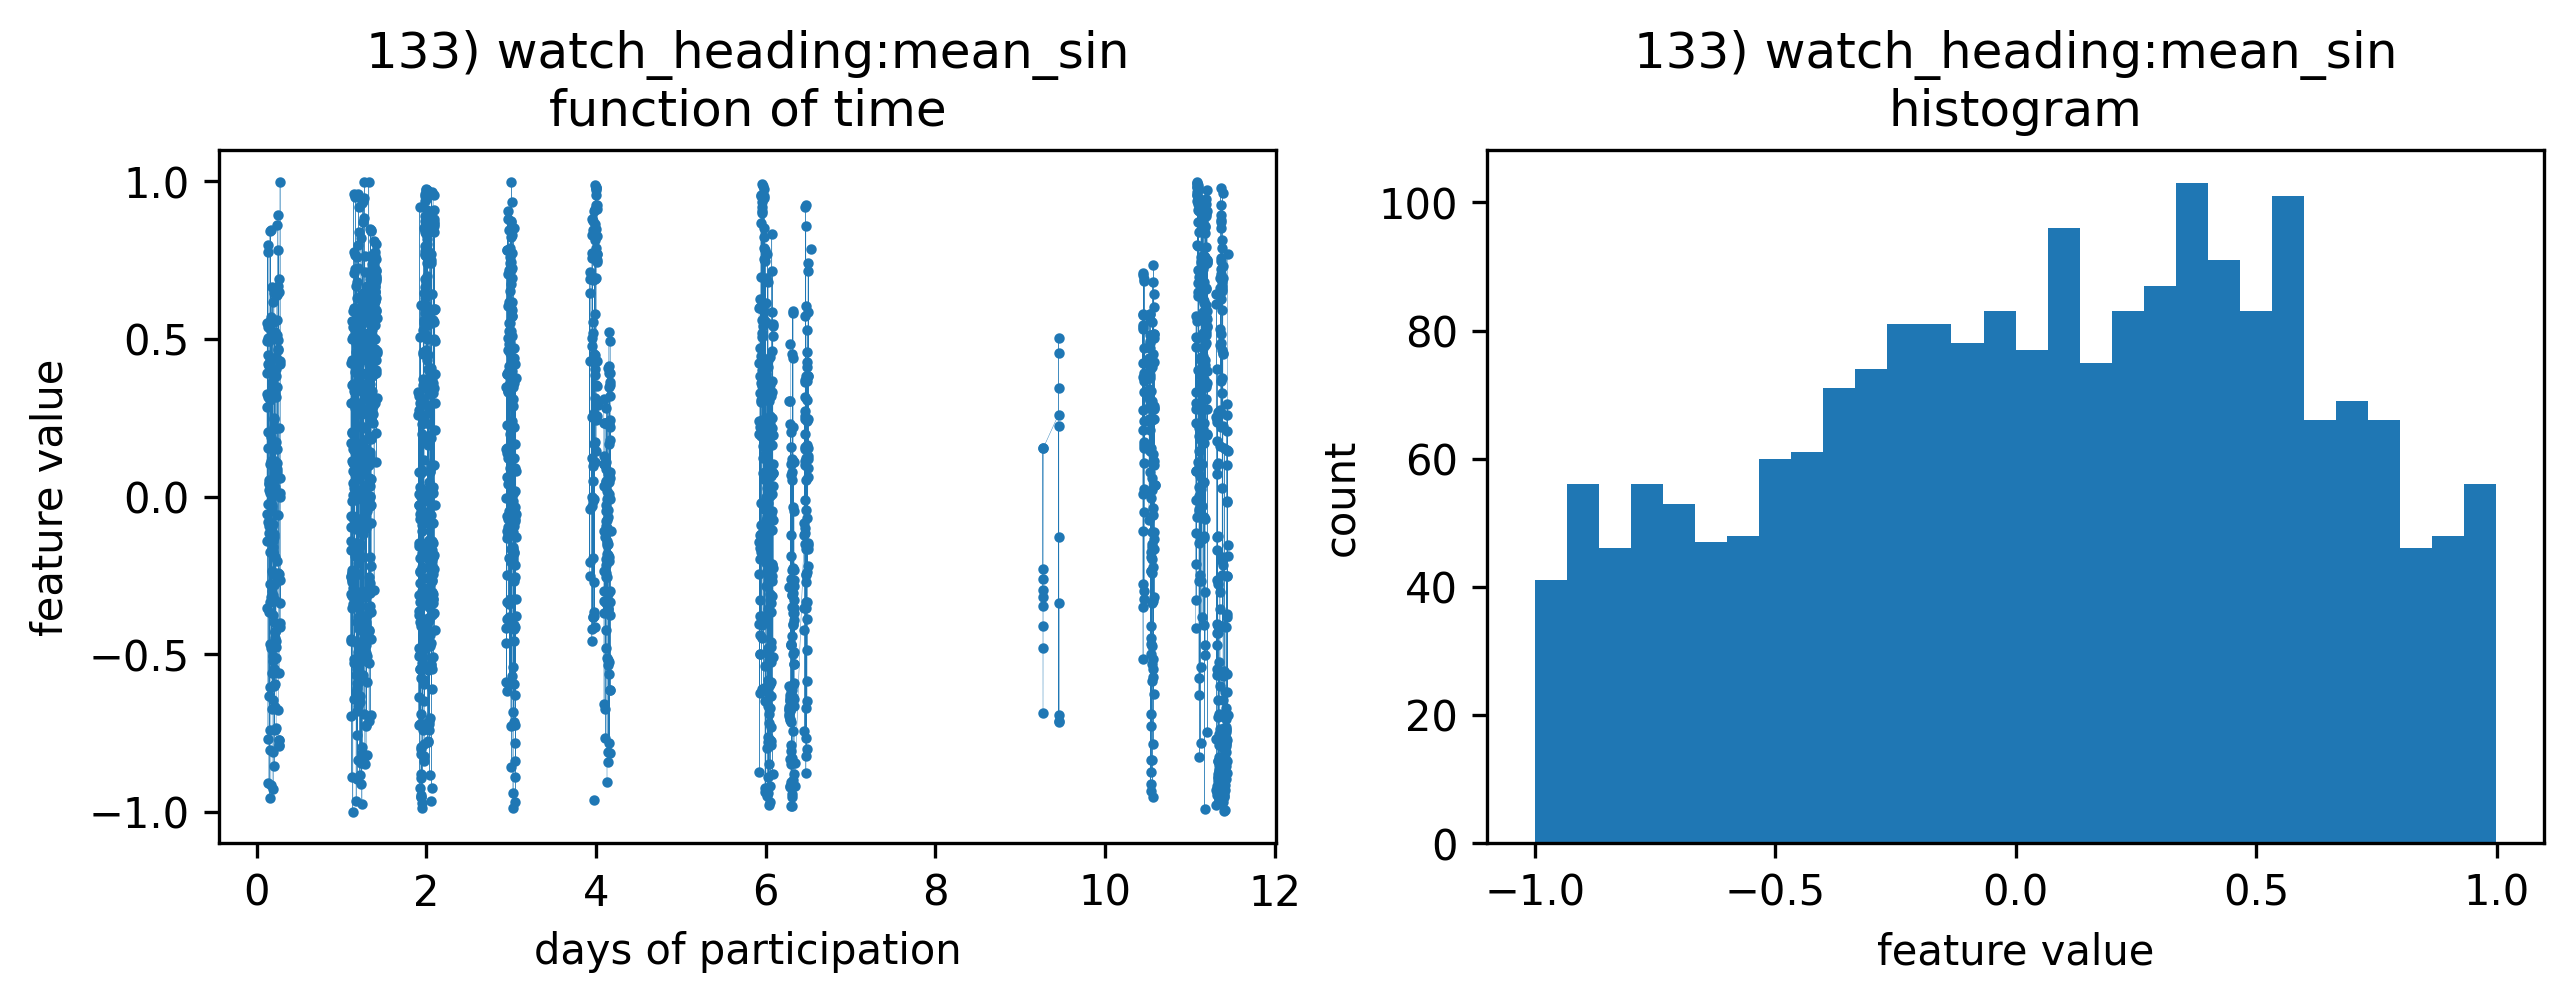 133) watch_heading:mean_sin
function of time
1.0
0.5
0.0
−0.5
−1.0
feature value
0 2 4 6 8 10 12
days of participation
133) watch_heading:mean_sin
histogram
100
80
60
40
20
0
count
−1.0 −0.5 0.0 0.5 1.0
feature value